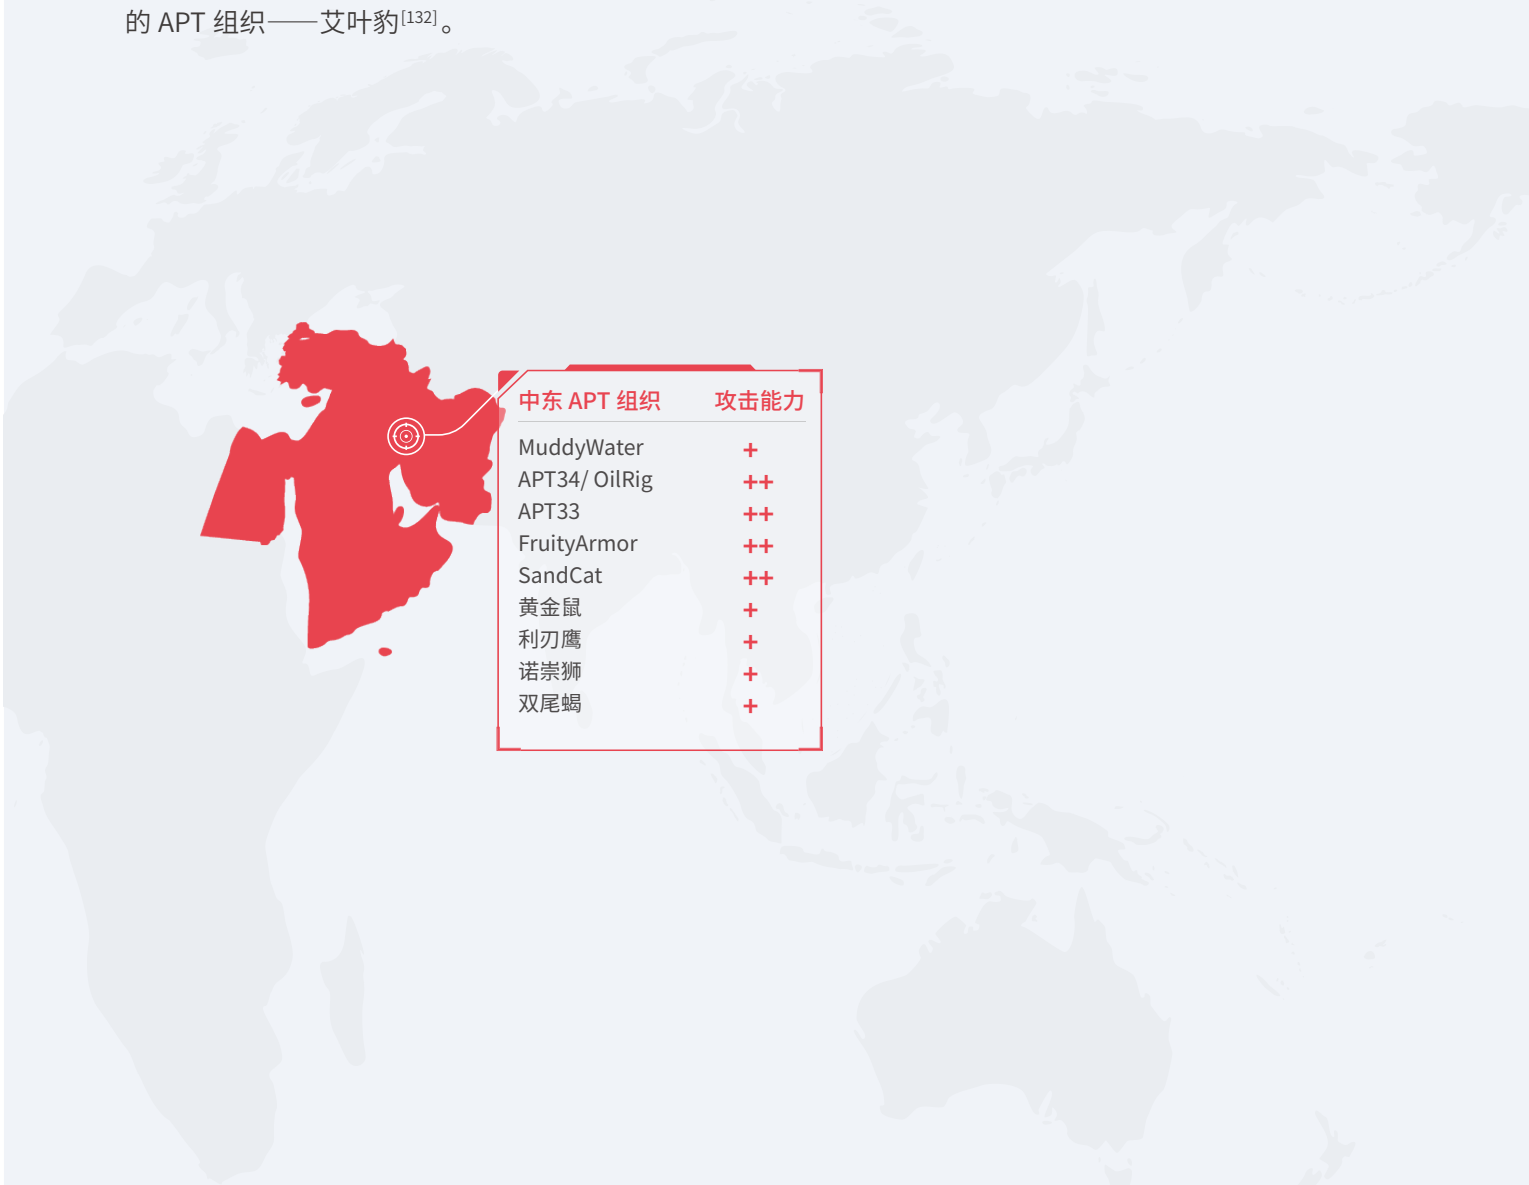 的 APT 组织——艾叶豹[132]。
中东 APT 组织 攻击能力
MuddyWater +
APT34/ OilRig ++
APT33 ++
FruityArmor ++
SandCat ++
黄金鼠 +
利刃鹰 +
诺崇狮 +
双尾蝎 +